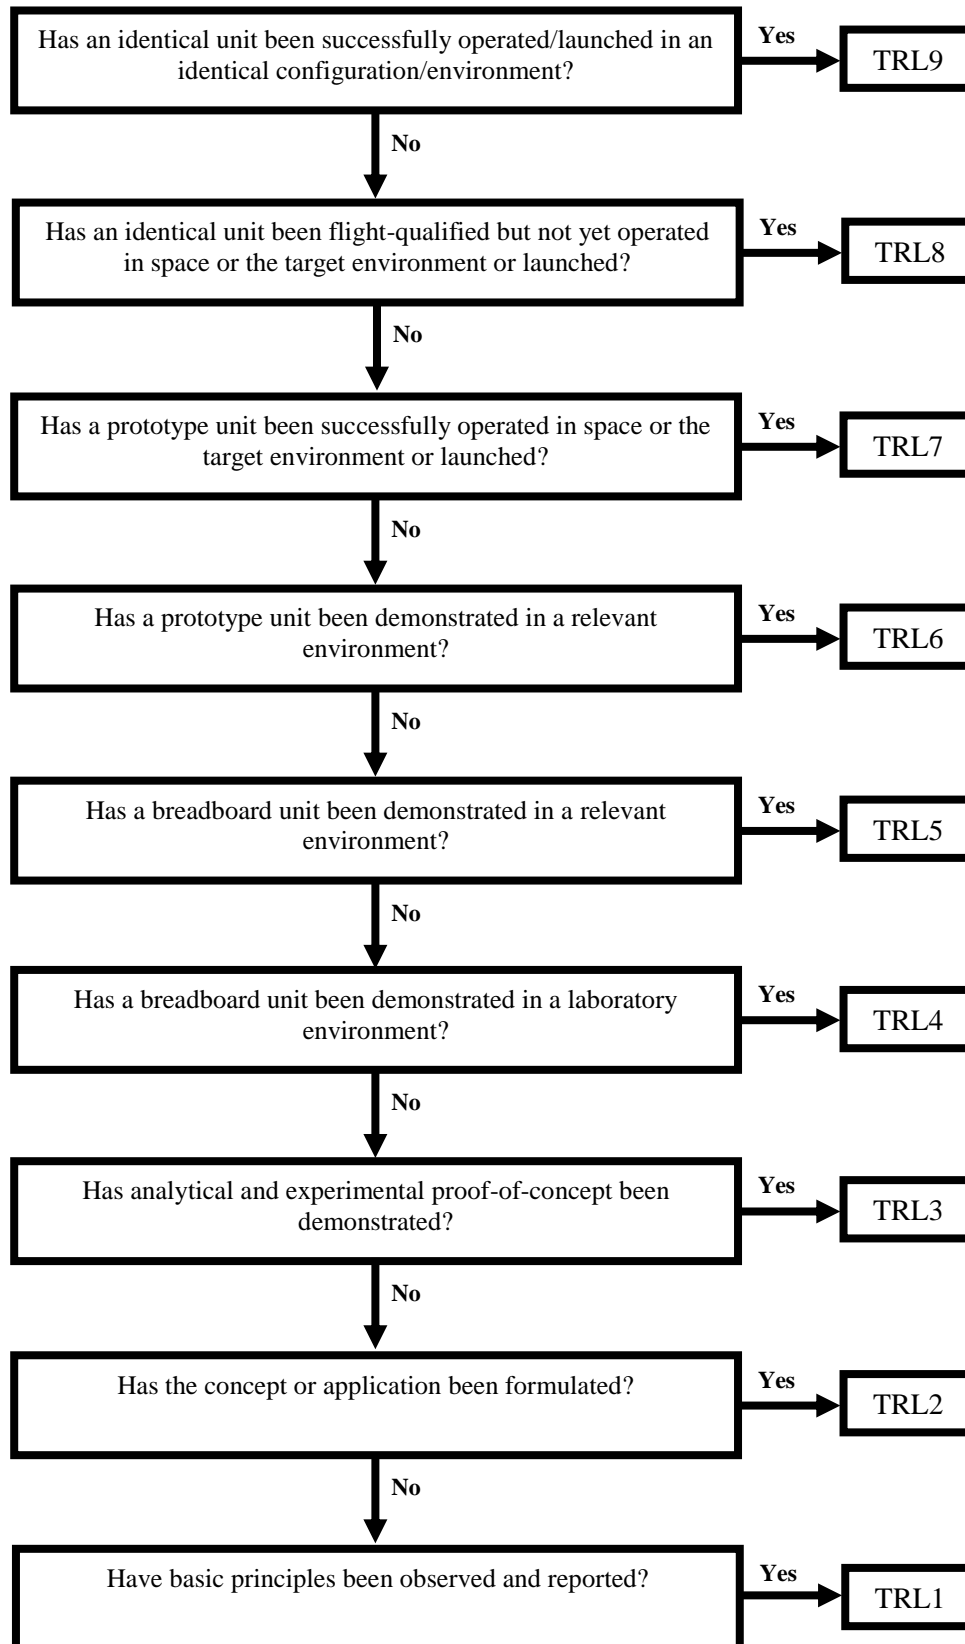 Has an identical unit been successfully operated/launched in an
identical configuration/environment?
Yes
TRL9
No
Has an identical unit been flight-qualified but not yet operated
in space or the target environment or launched?
Yes
TRL8
No
Has a prototype unit been successfully operated in space or the
target environment or launched?
Yes
TRL7
No
Has a prototype unit been demonstrated in a relevant
environment?
Yes
TRL6
No
Has a breadboard unit been demonstrated in a relevant
environment?
Yes
TRL5
No
Has a breadboard unit been demonstrated in a laboratory
environment?
Yes
TRL4
No
Has analytical and experimental proof-of-concept been
demonstrated?
Yes
TRL3
No
Has the concept or application been formulated?
Yes
TRL2
No
Have basic principles been observed and reported?
Yes
TRL1